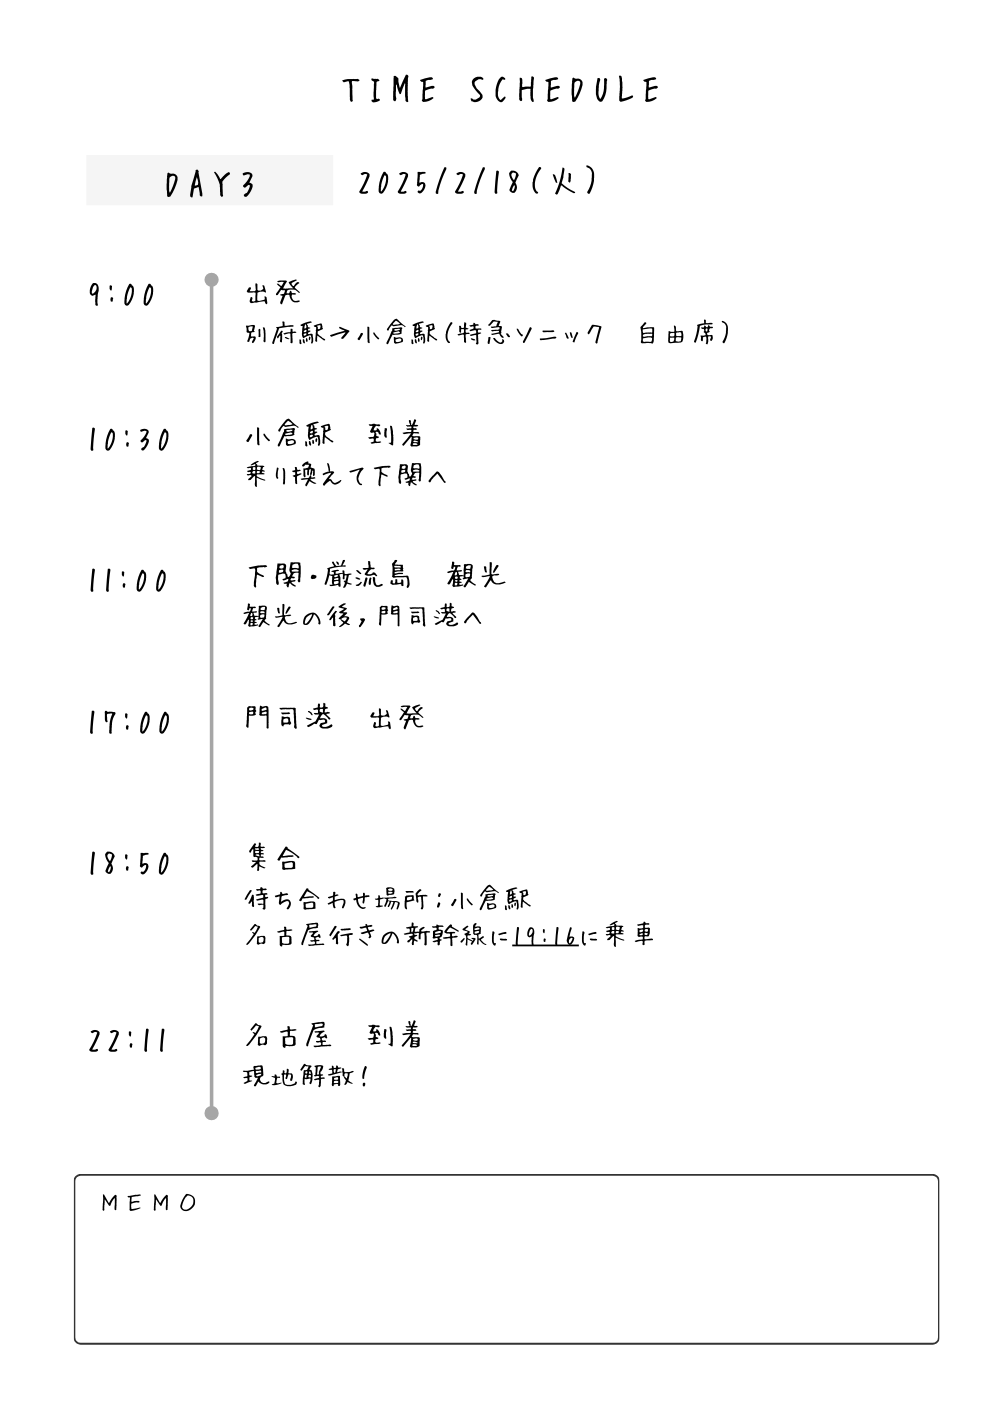 TIME SCHEDULE
DAY3 2025/2/18(火)
9:00 出発
別府駅→小倉駅(特急ソニック　自由席)
10:30 小倉駅　到着
乗り換えて下関へ
11:00 下関・厳流島　観光
観光の後,門司港へ
17:00 門司港　出発
18:50 集合
待ち合わせ場所;小倉駅
名古屋行きの新幹線に19:16に乗車
22:11 名古屋　到着
現地解散!
MEMO